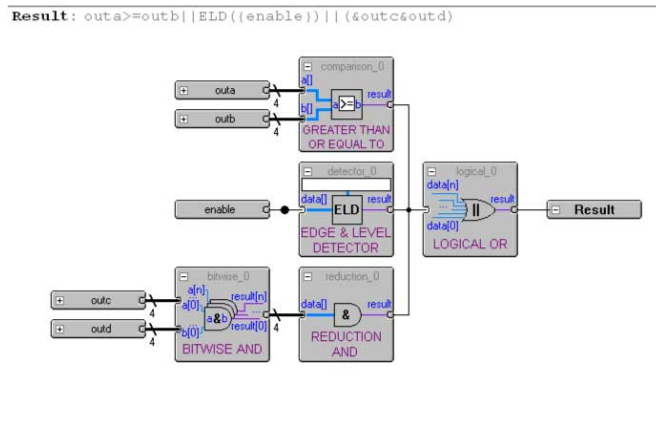 Result: outa>=outb||ELD((enable))||(&outc&outd)
comparison_0
a[]
result
outa
4
a>=b
b[]
outb
4
GREATER THAN
OR EQUAL TO
detector_0
logical_0
data[n]
data[]
result
result
enable
ELD
||
Result
data[0]
EDGE & LEVEL
DETECTOR
LOGICAL OR
bitwise_0
reduction_0
a[n]
result[n]
outc
a[0]
data[]
result
4
a&b
4
&
outd
b[0]
result[0]
4
REDUCTION
AND
BITWISE AND